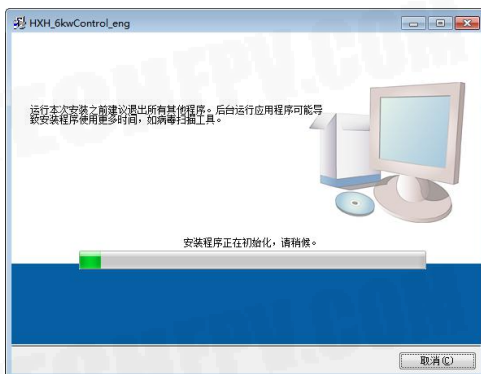 HXH_6kwControl_eng
运行本次安装之前建议退出所有其他程序。后台运行应用程序可能导
致安装程序使用更多时间，如病毒扫描工具。
安装程序正在初始化，请稍候。
取消(C)